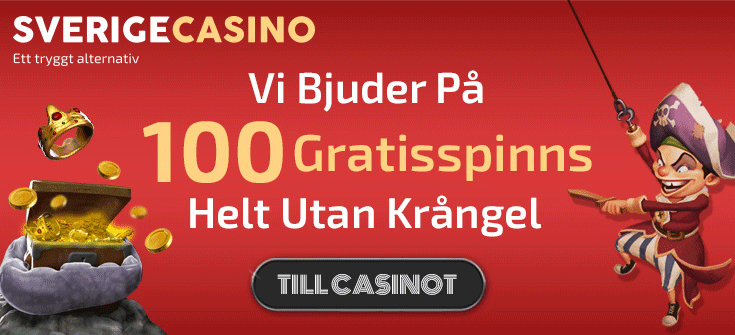 SVERIGECASINO
Ett tryggt alternativ
Vi Bjuder På
100 Gratisspinns
Helt Utan Krångel
TILL CASINOT